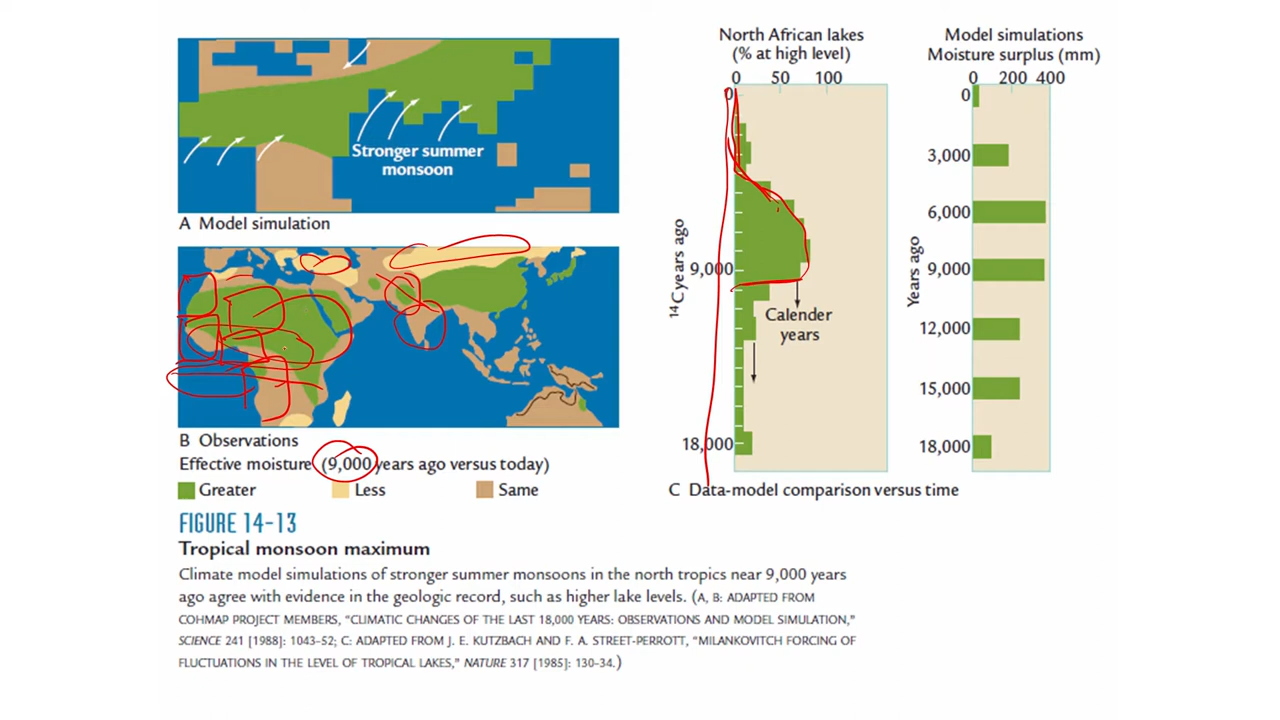 Stronger summer
monsoon
A Model simulation
B Observations
Effective moisture (9,000 years ago versus today)
Greater
Less
Same
North African lakes
(% at high level)
0 50 100
0
9,000
18,000
14C years ago
Calender
years
Model simulations
Moisture surplus (mm)
0 200 400
0
3,000
6,000
9,000
12,000
15,000
18,000
Years ago
C Data-model comparison versus time
FIGURE 14-13
Tropical monsoon maximum
Climate model simulations of stronger summer monsoons in the north tropics near 9,000 years
ago agree with evidence in the geologic record, such as higher lake levels. (A, B: ADAPTED FROM
COHMAP PROJECT MEMBERS, “CLIMATIC CHANGES OF THE LAST 18,000 YEARS: OBSERVATIONS AND MODEL SIMULATION,”
SCIENCE 241 [1988]: 1043–52; C: ADAPTED FROM J. E. KUTZBACH AND F. A. STREET-PERROTT, “MILANKOVITCH FORCING OF
FLUCTUATIONS IN THE LEVEL OF TROPICAL LAKES,” NATURE 317 [1985]: 130–34.)